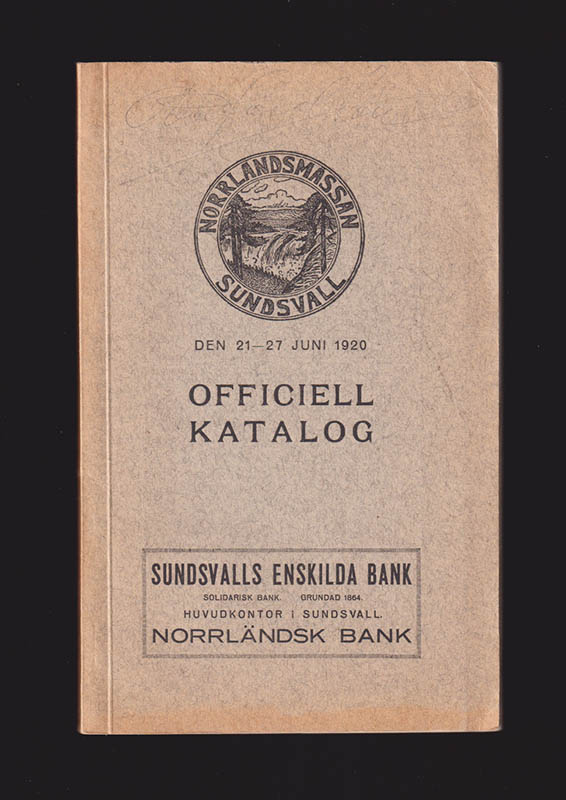 NORRLANDSMÄSSAN
SUNDSVALL
DEN 21–27 JUNI 1920
OFFICIELL
KATALOG
SUNDSVALLS ENSKILDA BANK
SOLIDARISK BANK. GRUNDAD 1864.
HUVUDKONTOR I SUNDSVALL.
NORRLÄNDSK BANK